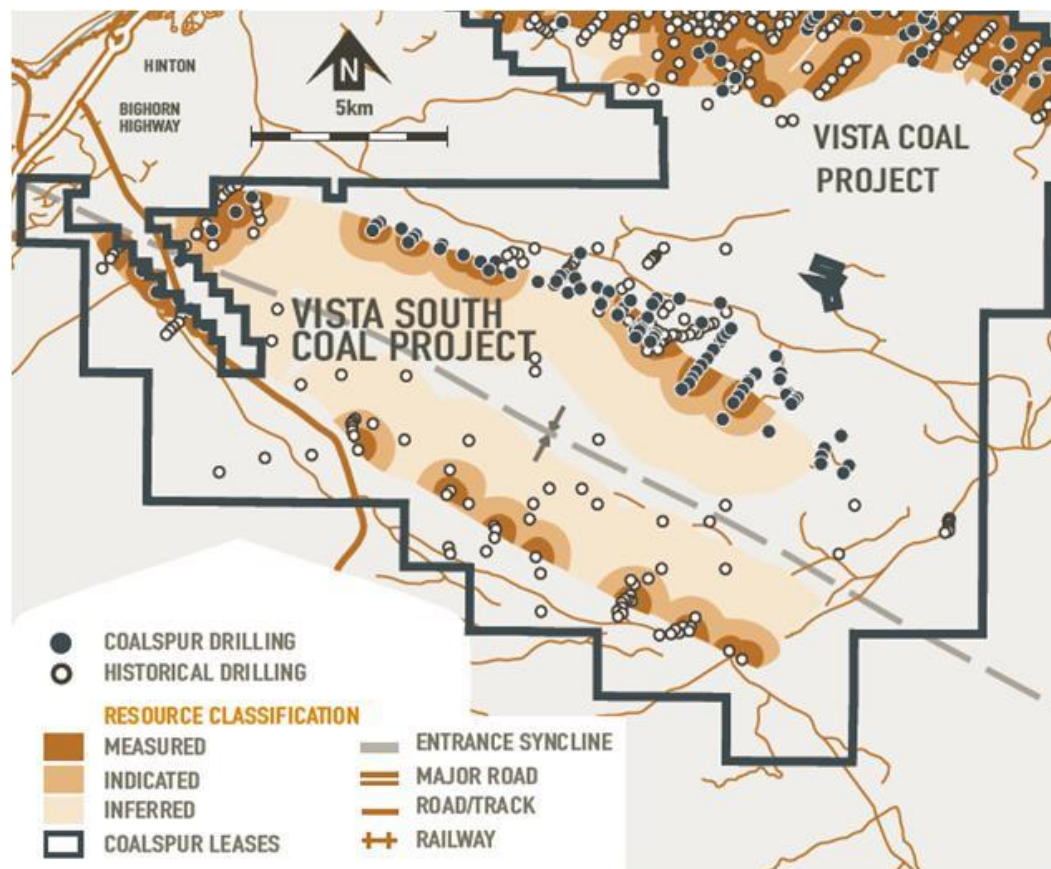 HINTON
BIGHORN
HIGHWAY
N
5km
VISTA COAL
PROJECT
VISTA SOUTH
COAL PROJECT
COALSPUR DRILLING
HISTORICAL DRILLING
RESOURCE CLASSIFICATION
MEASURED
INDICATED
INFERRED
COALSPUR LEASES
ENTRANCE SYNCLINE
MAJOR ROAD
ROAD/TRACK
RAILWAY